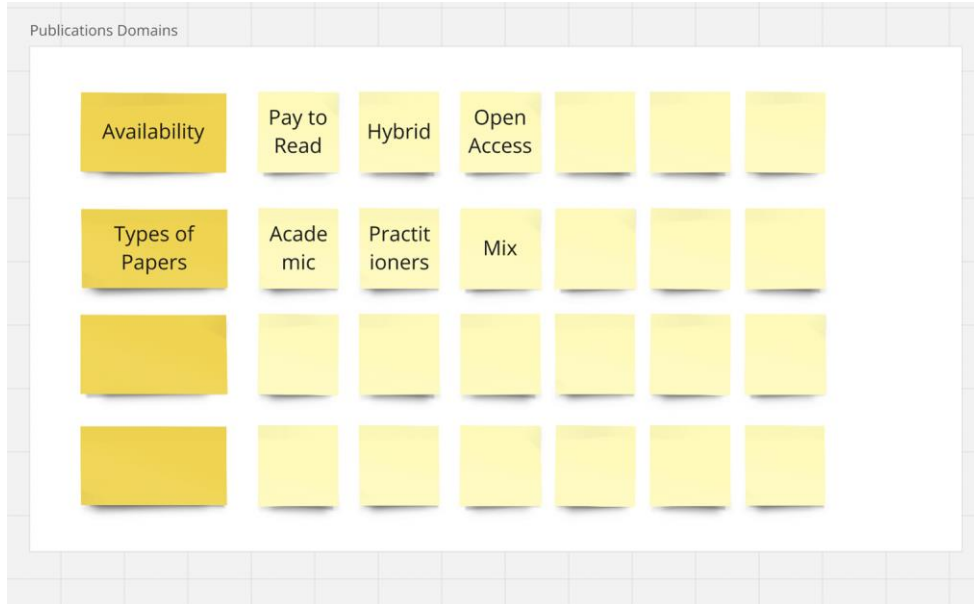 Publications Domains
Availability
Pay to
Read
Hybrid
Open
Access
Types of
Papers
Acade
mic
Practit
ioners
Mix